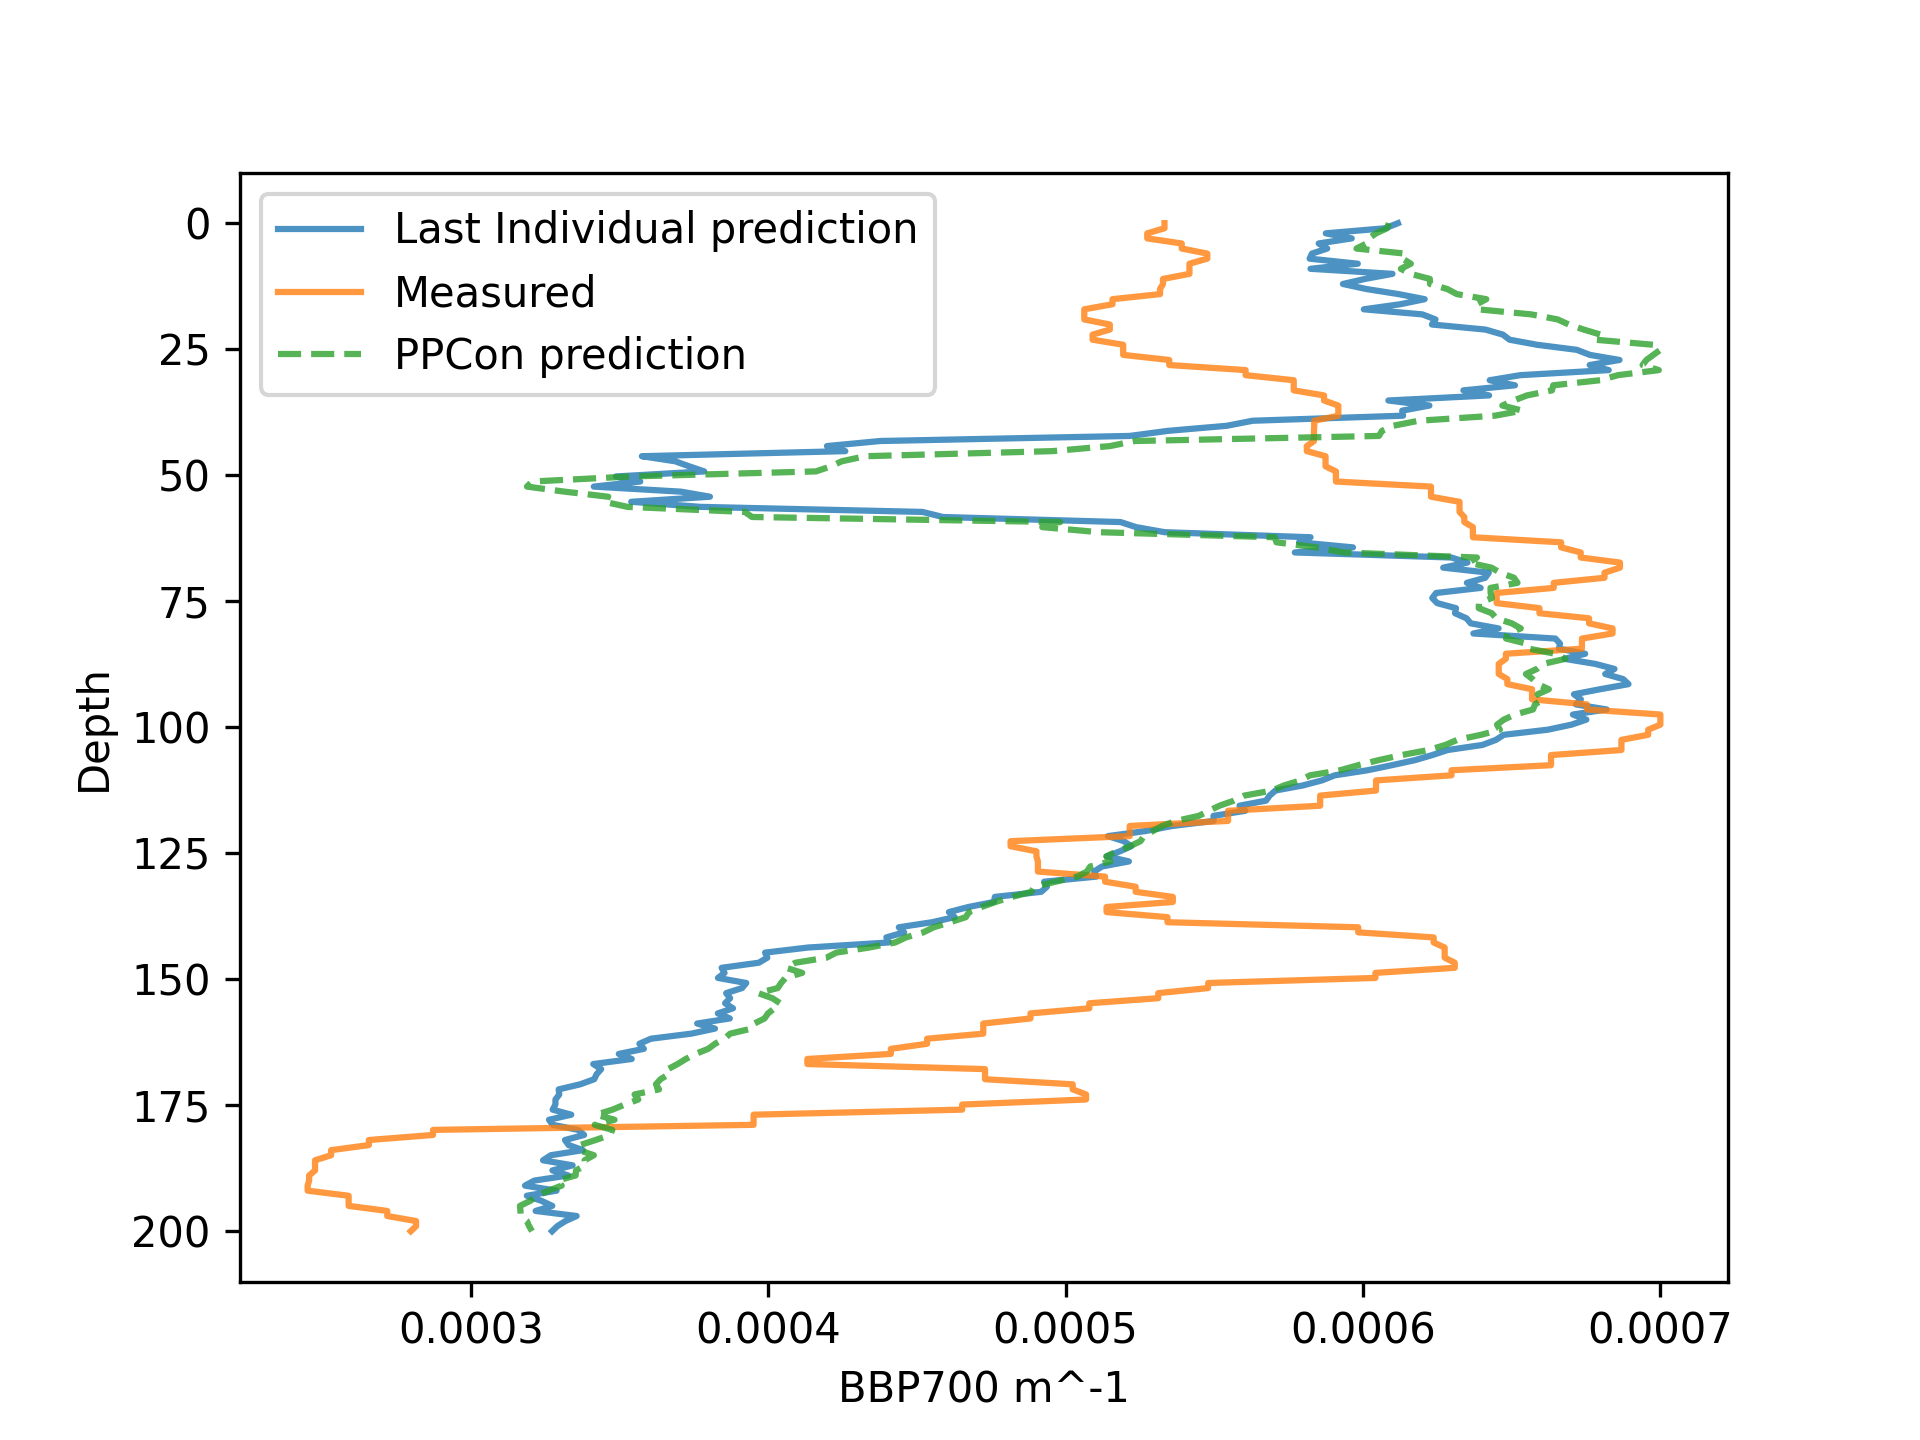 Last Individual prediction
Measured
PPCon prediction
0
25
50
75
100
125
150
175
200
Depth
0.0003 0.0004 0.0005 0.0006 0.0007
BBP700 m^-1